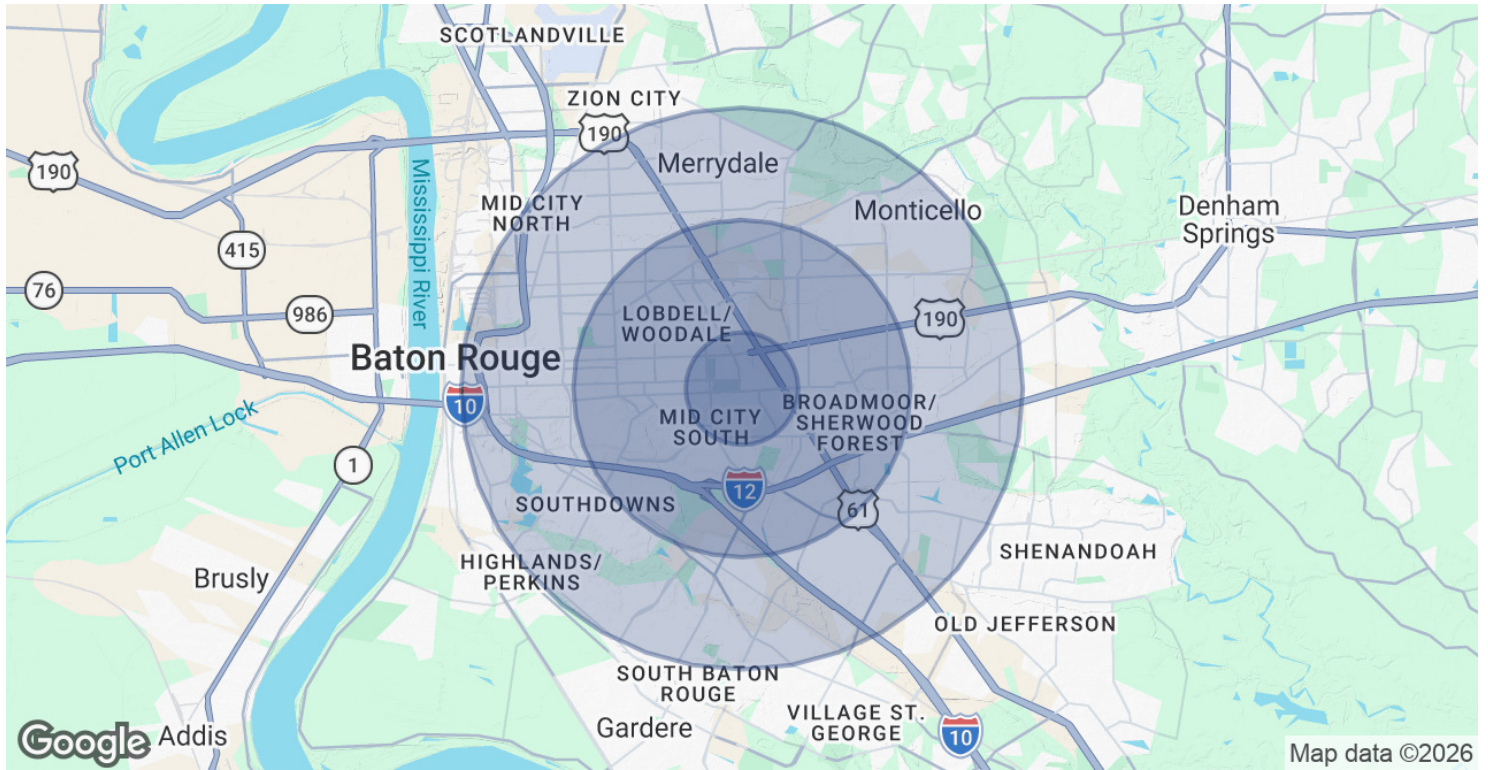 SCOTLANDVILLE
ZION CITY
190
190
Merrydale
MID CITY
NORTH
Monticello
Denham
Springs
415
Mississippi River
76
986
LOBDELL/
WOODALE
190
Baton Rouge
10
MID CITY
SOUTH
BROADMOOR/
SHERWOOD
FOREST
Port Allen Lock
1
12
61
SOUTHDOWNS
HIGHLANDS/
PERKINS
SHENANDOAH
Brusly
OLD JEFFERSON
SOUTH BATON
ROUGE
Gardere
VILLAGE ST.
GEORGE
10
Google
Addis
Map data ©2026